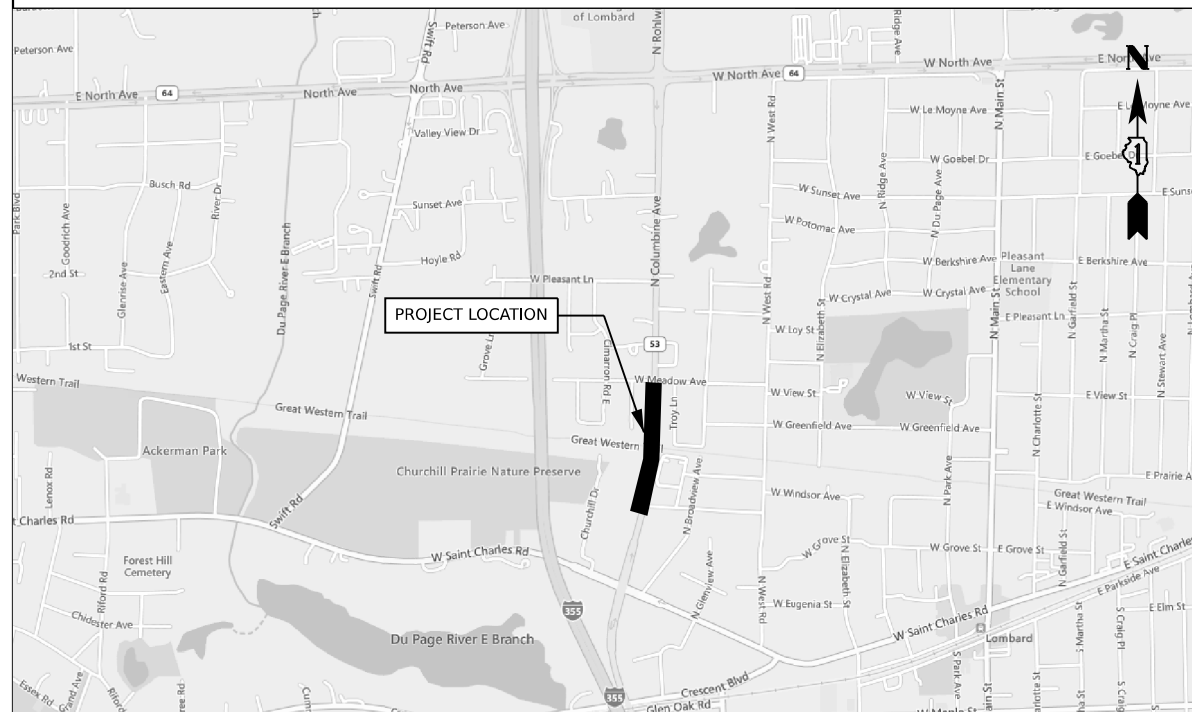 Peterson Ave
of Lombard
Peterson Ave
Swift Rd
N Rohlw
Ridge Ave
E North Ave
64
North Ave
North Ave
W North Ave
64
W North Ave
E North Ave
N
N Main St
N West Rd
W Le Moyne Ave
E Le Moyne Ave
Valley View Dr
1
W Goebel Dr
E Goebel Dr
Busch Rd
River Dr
Sunset Ave
W Sunset Ave
N Ridge Ave
N Du Page Ave
E Suns
Park Blvd
Goodrich Ave
Eastern Ave
Glenrise Ave
Du Page River E Branch
Swift Rd
Hoyle Rd
N Columbine Ave
W Potomac Ave
2nd St
W Pleasant Ln
W Berkshire Ave
Pleasant
Lane
Elementary
School
E Berkshire Ave
W Crystal Ave
W Crystal Ave
N West Rd
N Elizabeth St
N Main St
N Garfield St
N Martha St
N Craig Pl
N Stewart Ave
N Lombard
PROJECT LOCATION
E Pleasant Ln
W Loy St
1st St
Grove Ln
Cimarron Rd E
53
Western Trail
W Meadow Ave
W View St
W View St
E View St
Great Western Trail
Troy Ln
W Greenfield Ave
W Greenfield Ave
N Charlotte St
Ackerman Park
Great Western
Churchill Prairie Nature Preserve
Lenox Rd
Churchill Dr
N Broadview Ave
W Windsor Ave
N Park Ave
E Prairie A
Great Western Trail
E Windsor Ave
t Charles Rd
Swift Rd
W Saint Charles Rd
W Grove St
N Elizabeth St
W Grove St
E Grove St
N Garfield St
E Saint Charles
E Parkside Ave
Forest Hill
Cemetery
Riford Rd
N Glenview Ave
N West Rd
W Eugenia St
E Elm St
355
Chidester Ave
Du Page River E Branch
W Saint Charles Rd
Lombard
S Martha St
S Craig Pl
S Park Ave
Essex Rd
Crescent Blvd
355
Glen Oak Rd